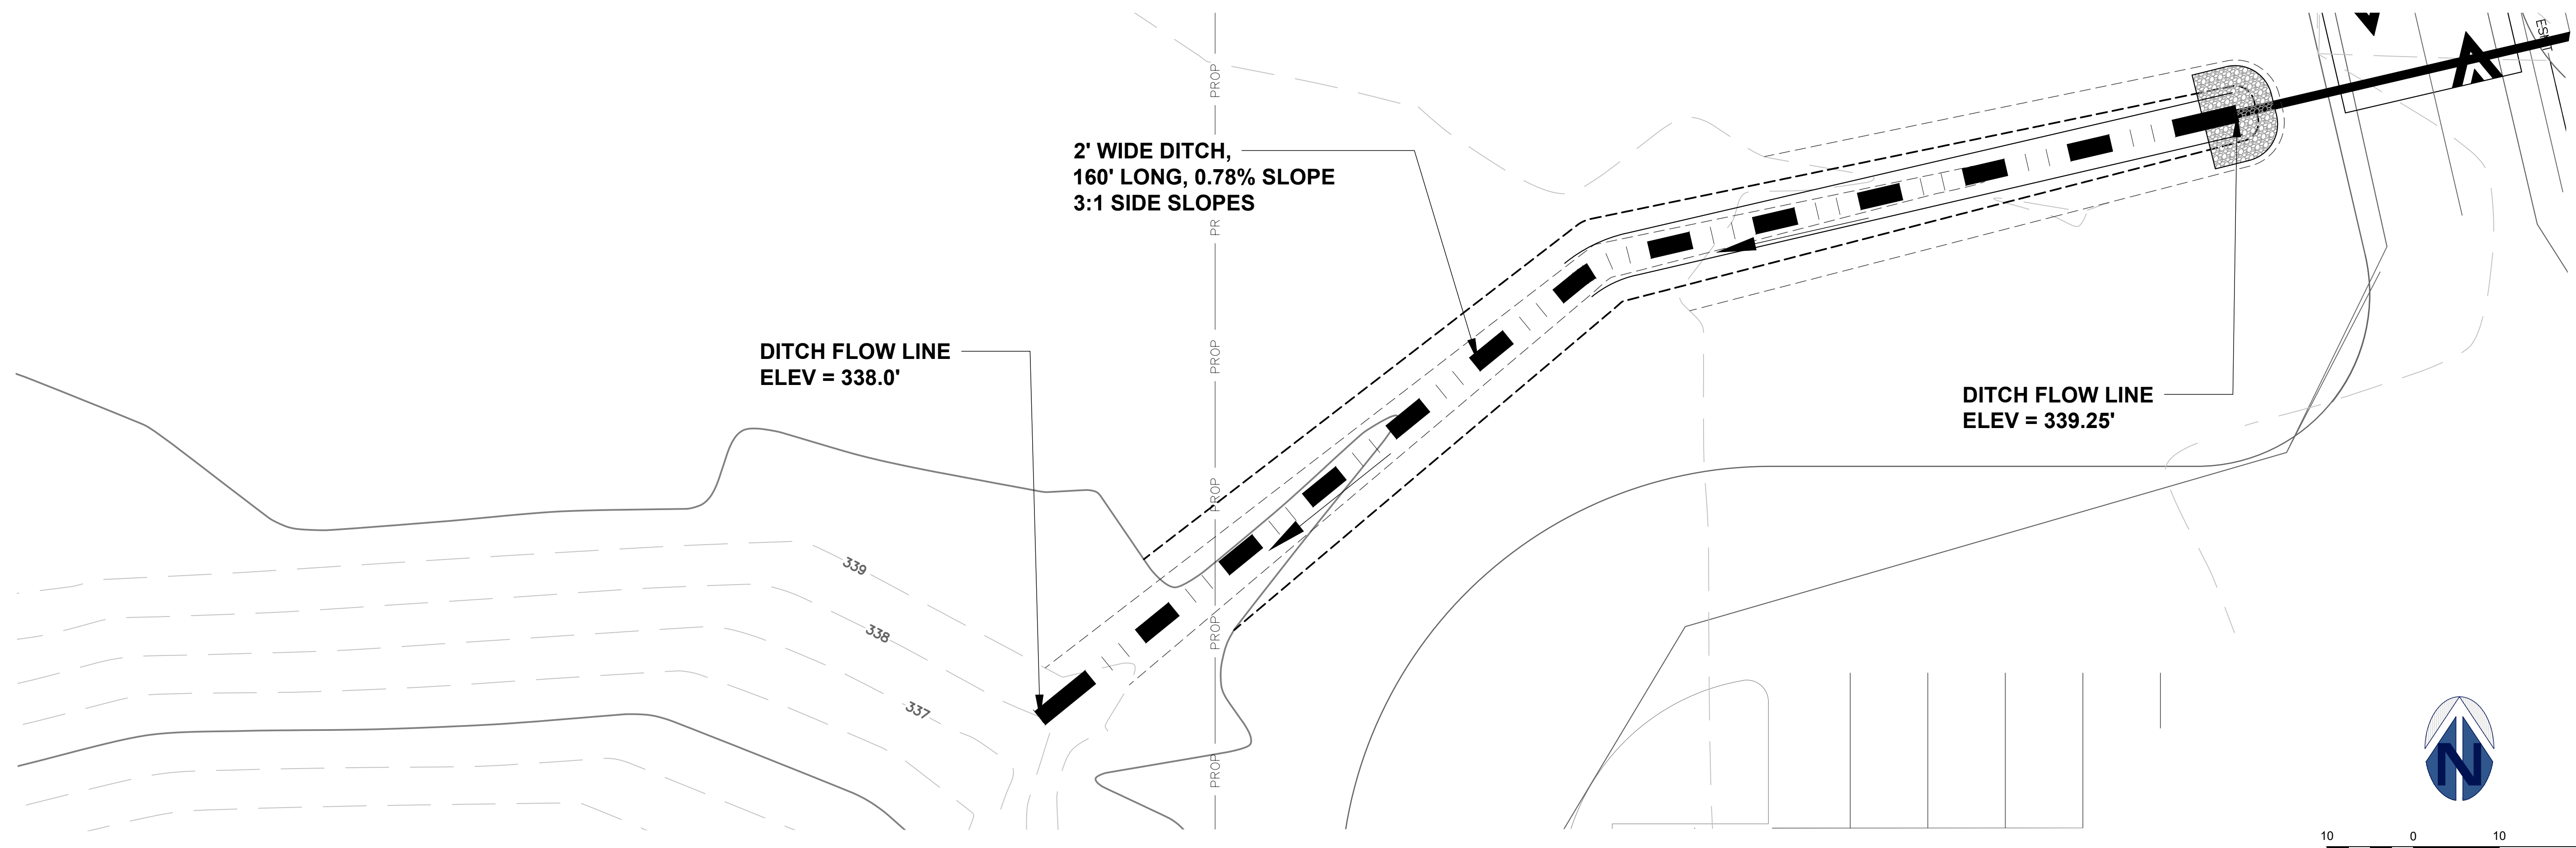 ESMT
PROP
2' WIDE DITCH,
160' LONG, 0.78% SLOPE
3:1 SIDE SLOPES
PR
DITCH FLOW LINE
ELEV = 338.0'
PROP
DITCH FLOW LINE
ELEV = 339.25'
PROP
339
338
PROP
337
PROP
N
10 0 10